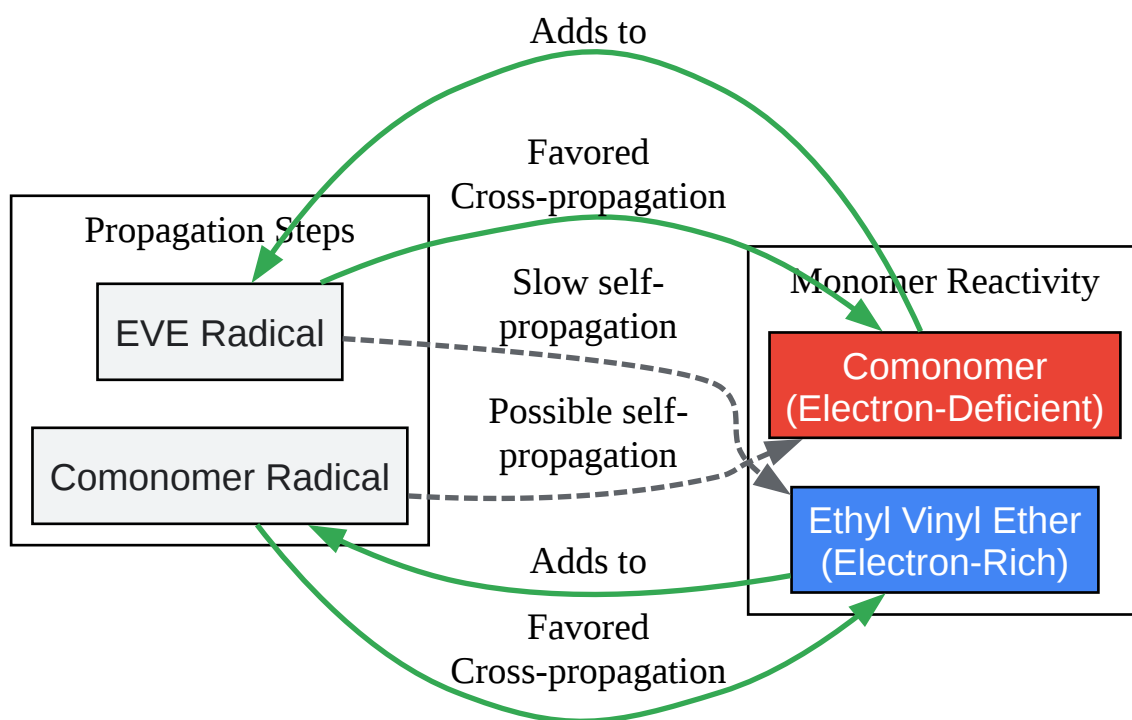 Adds to
Favored
Cross-propagation
Propagation Steps
EVE Radical
Comonomer Radical
Slow self-
propagation
Possible self-
propagation
Monomer Reactivity
Comonomer
(Electron-Deficient)
Ethyl Vinyl Ether
(Electron-Rich)
Adds to
Favored
Cross-propagation